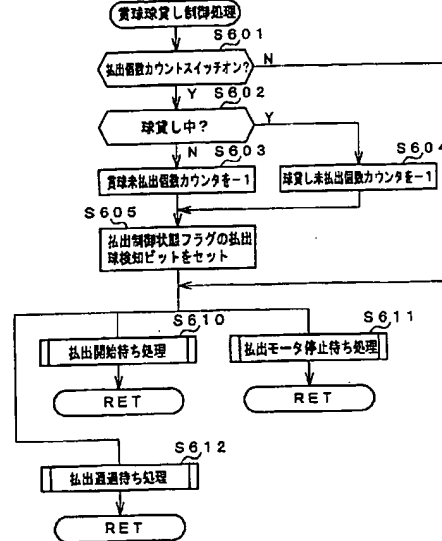 賞球球貸し制御処理
S601
払出個数カウントスイッチオン?
N
Y
S602
球貸し中?
Y
N
S603
S604
賞球未払出個数カウンタを-1
球貸し未払出個数カウンタを-1
S605
払出制御状態フラグの払出
球検知ビットをセット
S610
S611
払出開始待ち処理
払出モータ停止待ち処理
RET
RET
S612
払出通過待ち処理
RET